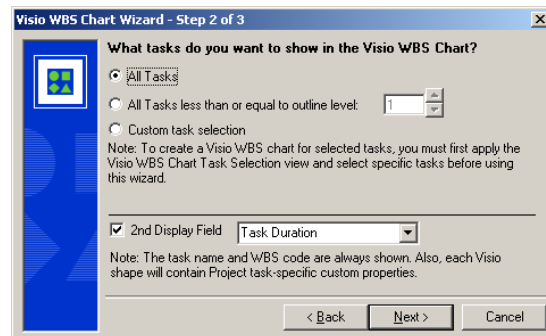 Visio WBS Chart Wizard - Step 2 of 3
What tasks do you want to show in the Visio WBS Chart?
All Tasks
All Tasks less than or equal to outline level: 1
Custom task selection
Note: To create a Visio WBS chart for selected tasks, you must first apply the
Visio WBS Chart Task Selection view and select specific tasks before using
this wizard.
2nd Display Field Task Duration
Note: The task name and WBS code are always shown. Also, each Visio
shape will contain Project task-specific custom properties.
< Back Next > Cancel